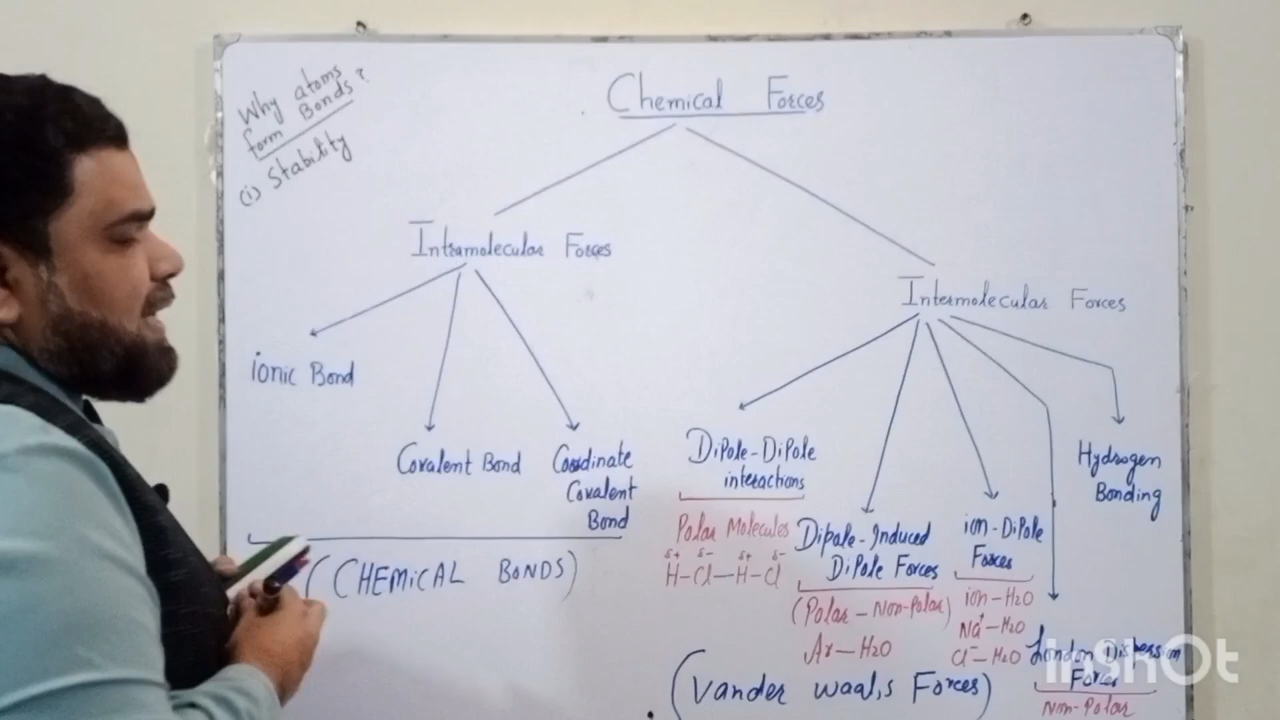 Why atoms
form Bonds?
(i) Stability
Chemical Forces
Intramolecular Forces
Intermolecular Forces
ionic Bond
Covalent Bond
Coordinate
Covalent
Bond
(CHEMICAL BONDS)
Dipole-Dipole
interactions
Polar Molecules
δ+ δ- δ+ δ-
H-Cl-H-Cl
Dipole-Induced
Dipole Forces
(Polar-Non-Polar)
Ar-H2O
ion-Dipole
Forces
ion-H2O
Na+-H2O
Cl--H2O
London Dispersion
Forces
Non-Polar
Hydrogen
Bonding
(Vander waal,s Forces)
InShOt